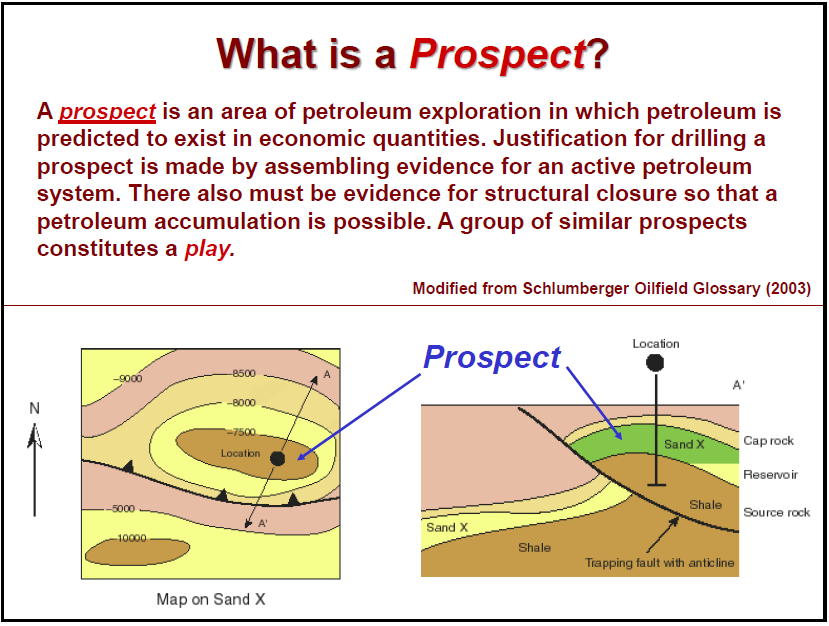 What is a Prospect?
A prospect is an area of petroleum exploration in which petroleum is
predicted to exist in economic quantities. Justification for drilling a
prospect is made by assembling evidence for an active petroleum
system. There also must be evidence for structural closure so that a
petroleum accumulation is possible. A group of similar prospects
constitutes a play.
Modified from Schlumberger Oilfield Glossary (2003)
N
-9000
-8500
A
-8000
-7500
Location
A'
-5000
10000
Map on Sand X
Prospect
Location
A'
Sand X
Cap rock
Reservoir
Shale
Source rock
Sand X
Shale
Trapping fault with anticline